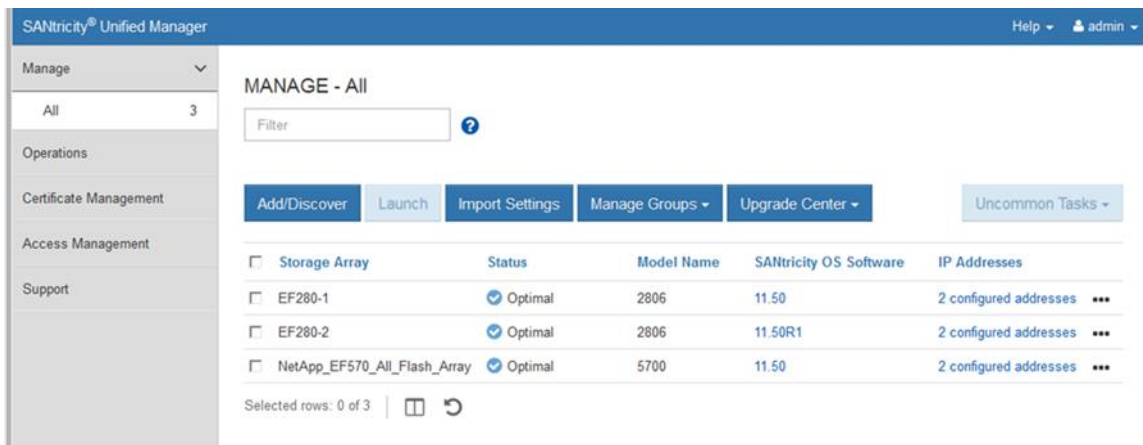 SANtricity® Unified Manager
Help
admin
Manage
All 3
Operations
Certificate Management
Access Management
Support
MANAGE - All
Filter
Add/Discover Launch Import Settings Manage Groups Upgrade Center Uncommon Tasks
Storage Array Status Model Name SANtricity OS Software IP Addresses
EF280-1 Optimal 2806 11.50 2 configured addresses
EF280-2 Optimal 2806 11.50R1 2 configured addresses
NetApp_EF570_All_Flash_Array Optimal 5700 11.50 2 configured addresses
Selected rows: 0 of 3